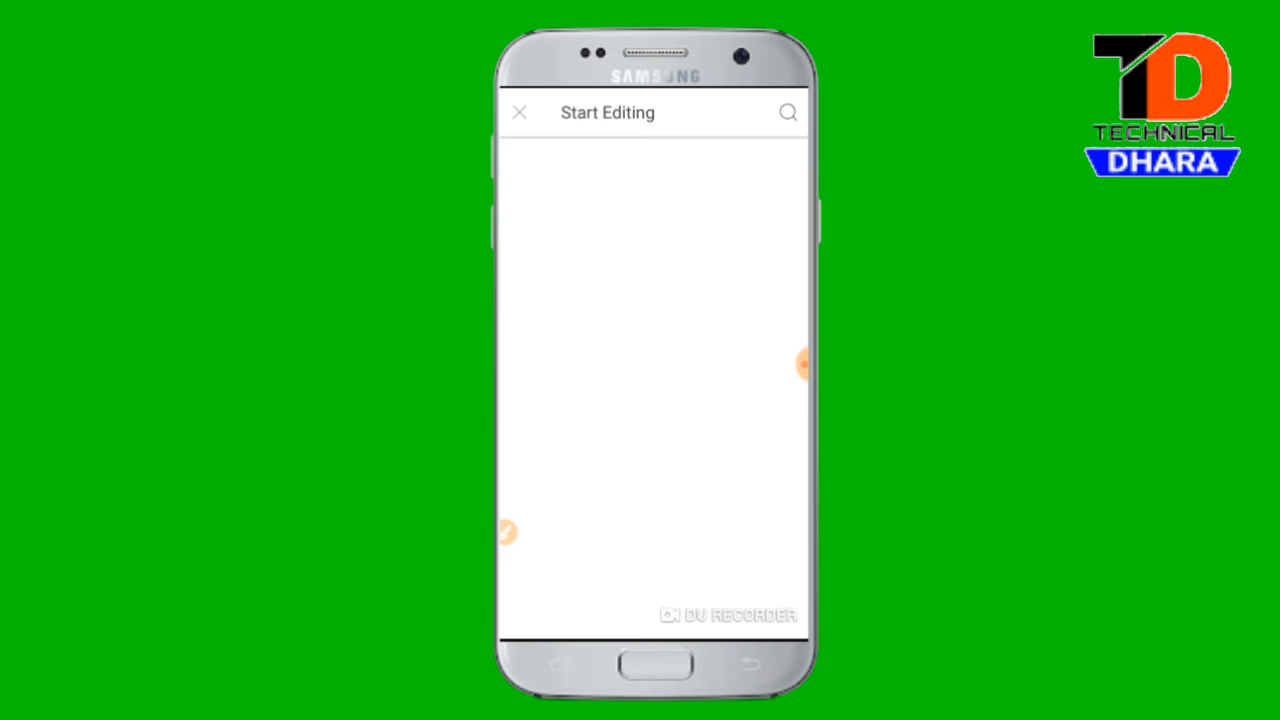 SAMSUNG
Start Editing
TD
TECHNICAL
DHARA
DU RECORDER